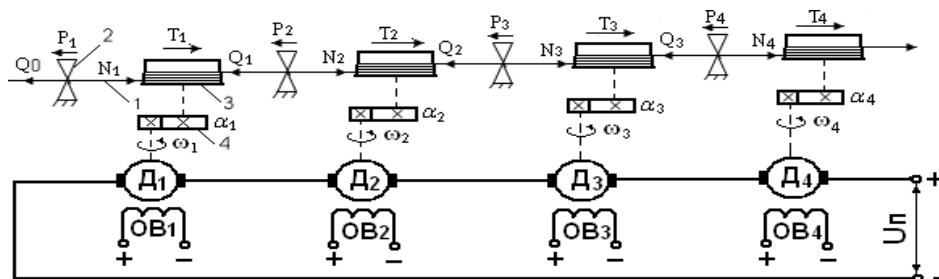 P1 2 T1 P2 T2 P3 T3 P4 T4
Q0 N1 Q1 N2 Q2 N3 Q3 N4
1 3
α1 α2 α3 α4
4
ω1 ω2 ω3 ω4
Д1 Д2 Д3 Д4 +
ОВ1 ОВ2 ОВ3 ОВ4 Uп
+ − + − + − + −
−